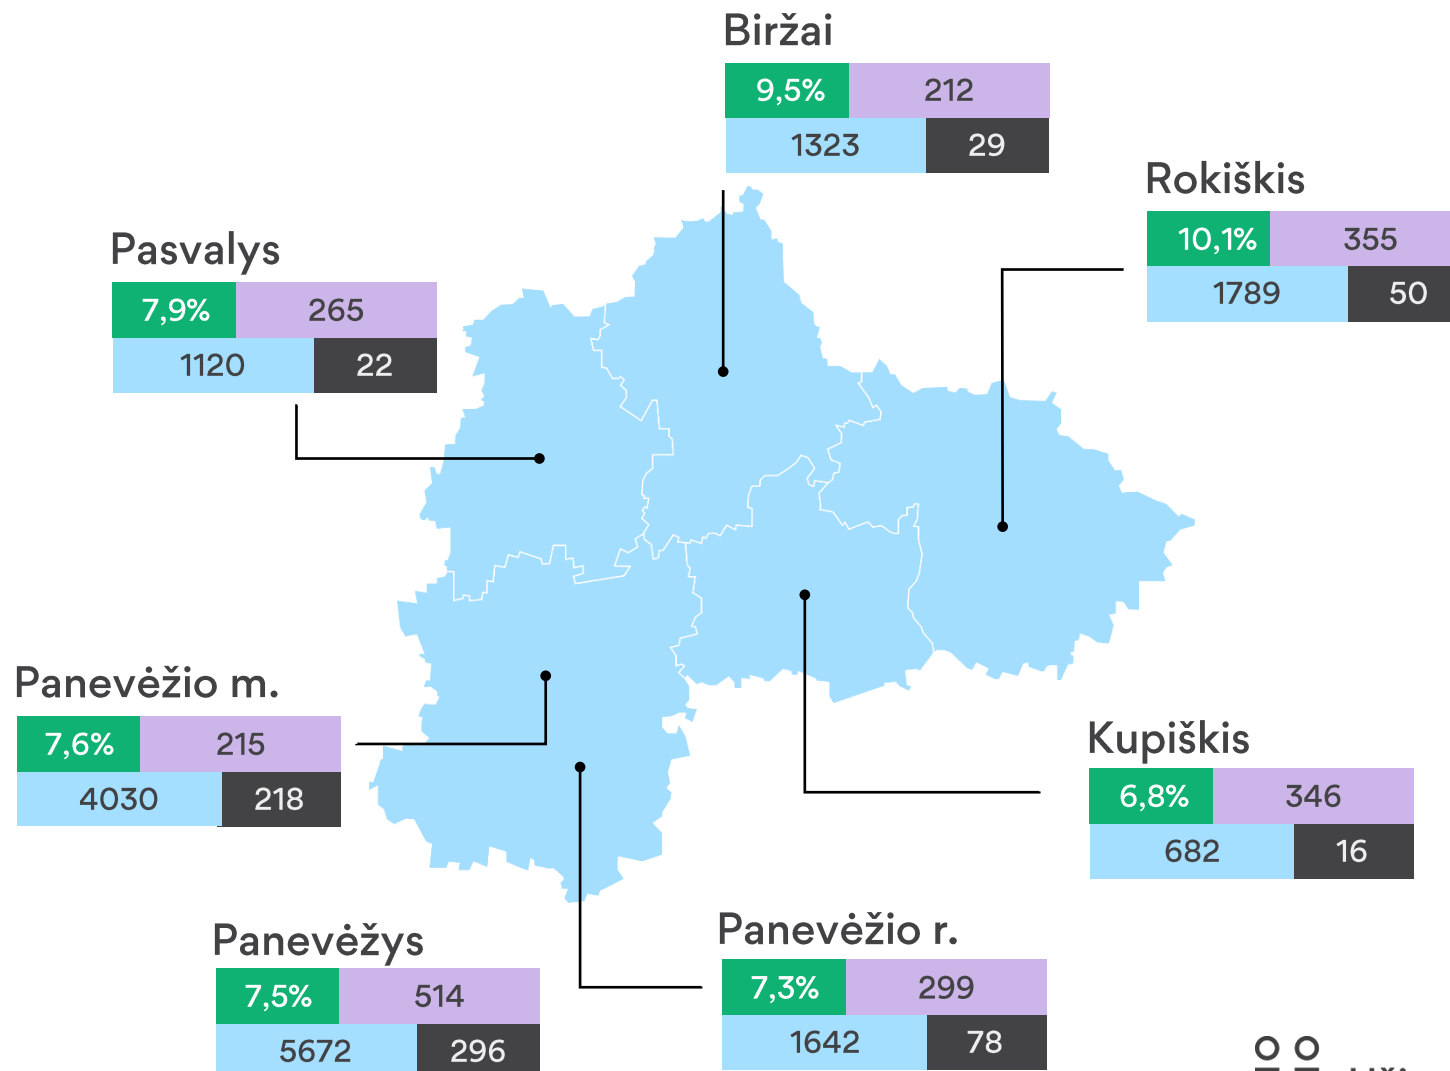 Biržai
9,5% 212
1323 29
Rokiškis
10,1% 355
1789 50
Pasvalys
7,9% 265
1120 22
Panevėžio m.
7,6% 215
4030 218
Kupiškis
6,8% 346
682 16
Panevėžys
7,5% 514
5672 296
Panevėžio r.
7,3% 299
1642 78